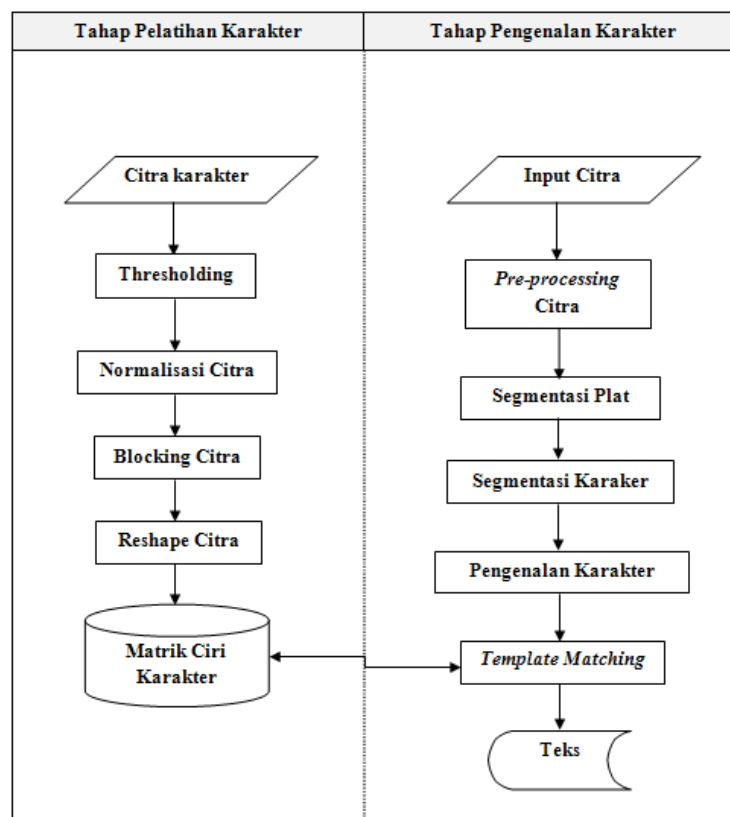 Tahap Pelatihan Karakter
Tahap Pengenalan Karakter
Citra karakter
Thresholding
Normalisasi Citra
Blocking Citra
Reshape Citra
Matrik Ciri
Karakter
Input Citra
Pre-processing
Citra
Segmentasi Plat
Segmentasi Karaker
Pengenalan Karakter
Template Matching
Teks